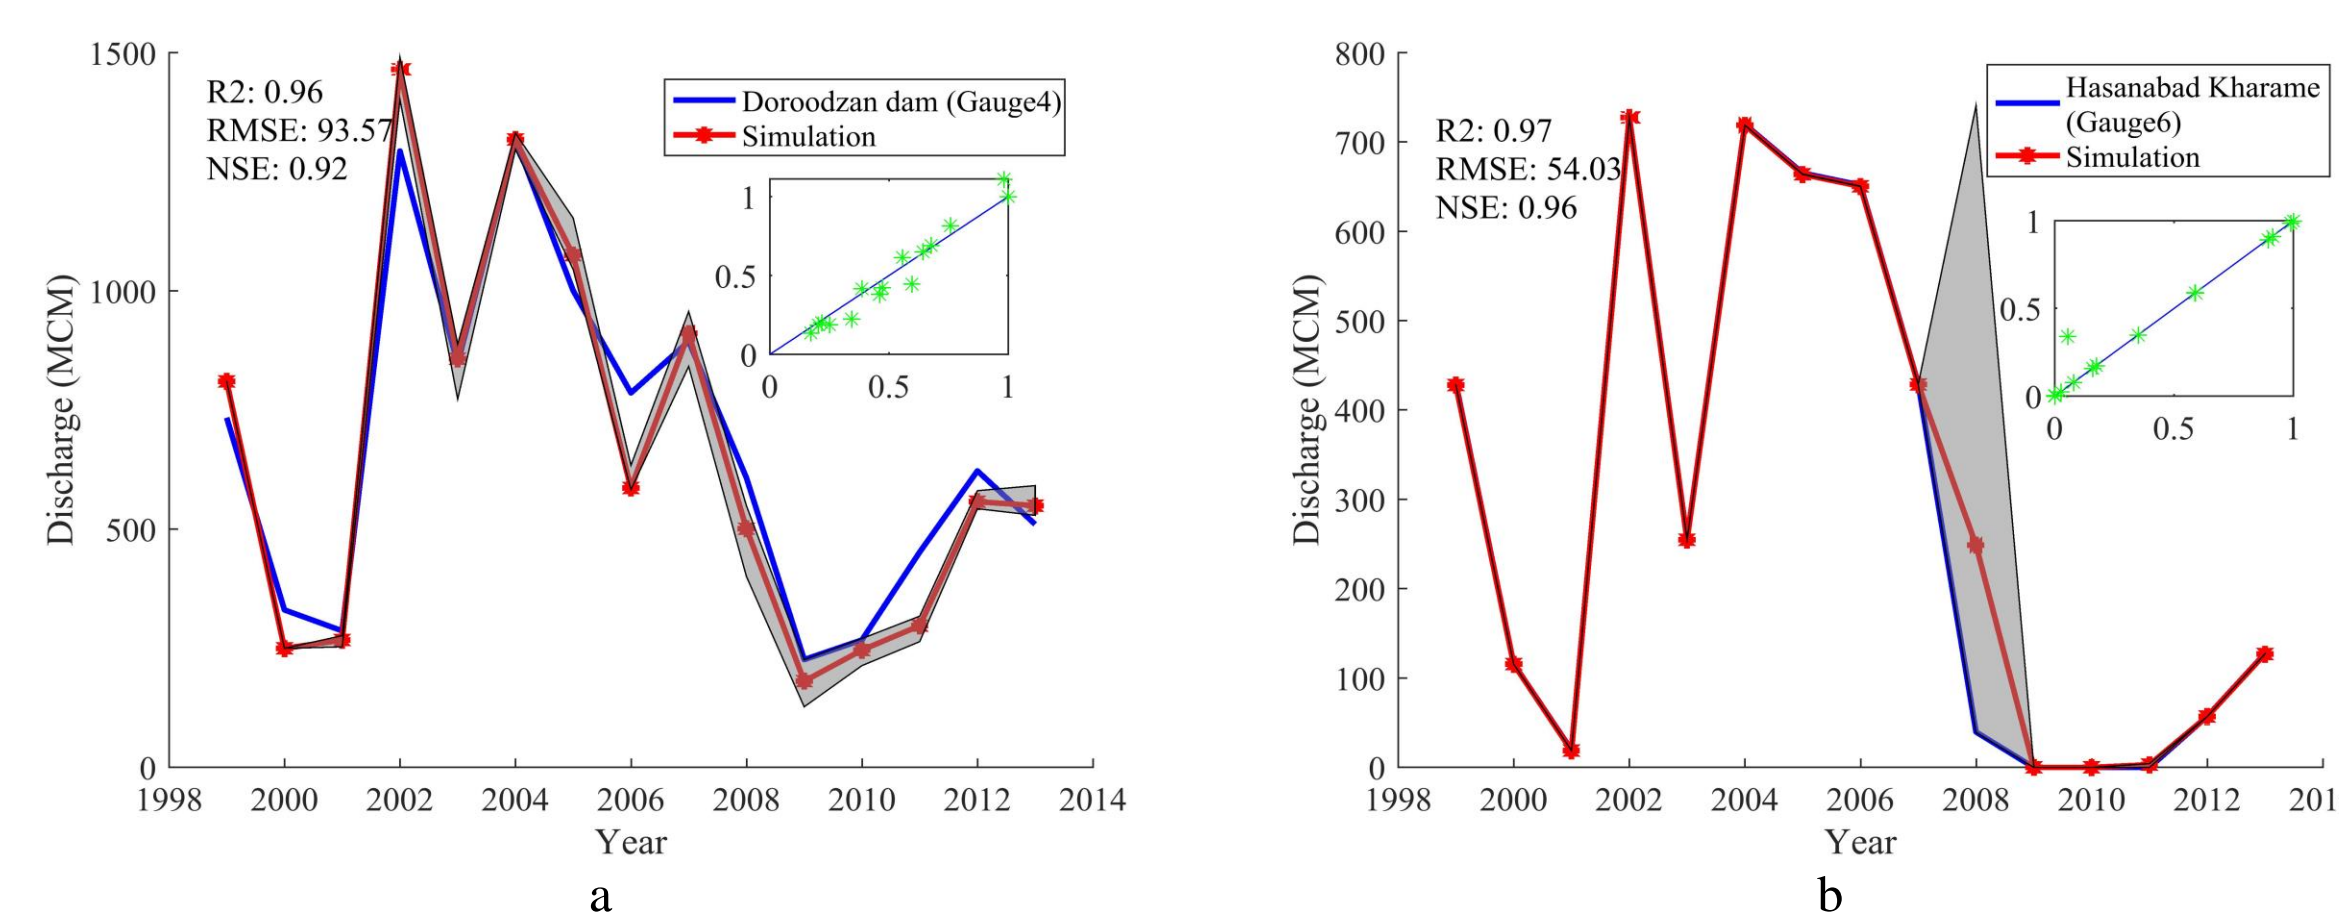 1500
1000
500
0
Discharge (MCM)
R2: 0.96
RMSE: 93.57
NSE: 0.92
Doroodzan dam (Gauge4)
Simulation
1
0.5
0
0 0.5 1
1998 2000 2002 2004 2006 2008 2010 2012 2014
Year
a
800
700
600
500
400
300
200
100
0
Discharge (MCM)
R2: 0.97
RMSE: 54.03
NSE: 0.96
Hasanabad Kharame
(Gauge6)
Simulation
1
0.5
0
0 0.5 1
1998 2000 2002 2004 2006 2008 2010 2012 201
Year
b